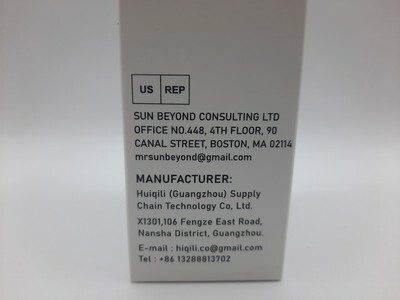 US REP
SUN BEYOND CONSULTING LTD
OFFICE NO.448, 4TH FLOOR, 90
CANAL STREET, BOSTON, MA 02114
mrsunbeyond@gmail.com
MANUFACTURER:
Huiqili (Guangzhou) Supply
Chain Technology Co, Ltd.
X1301,106 Fengze East Road,
Nansha District, Guangzhou.
E-mail : hiqili.co@gmail.com
Tel : +86 13288813702